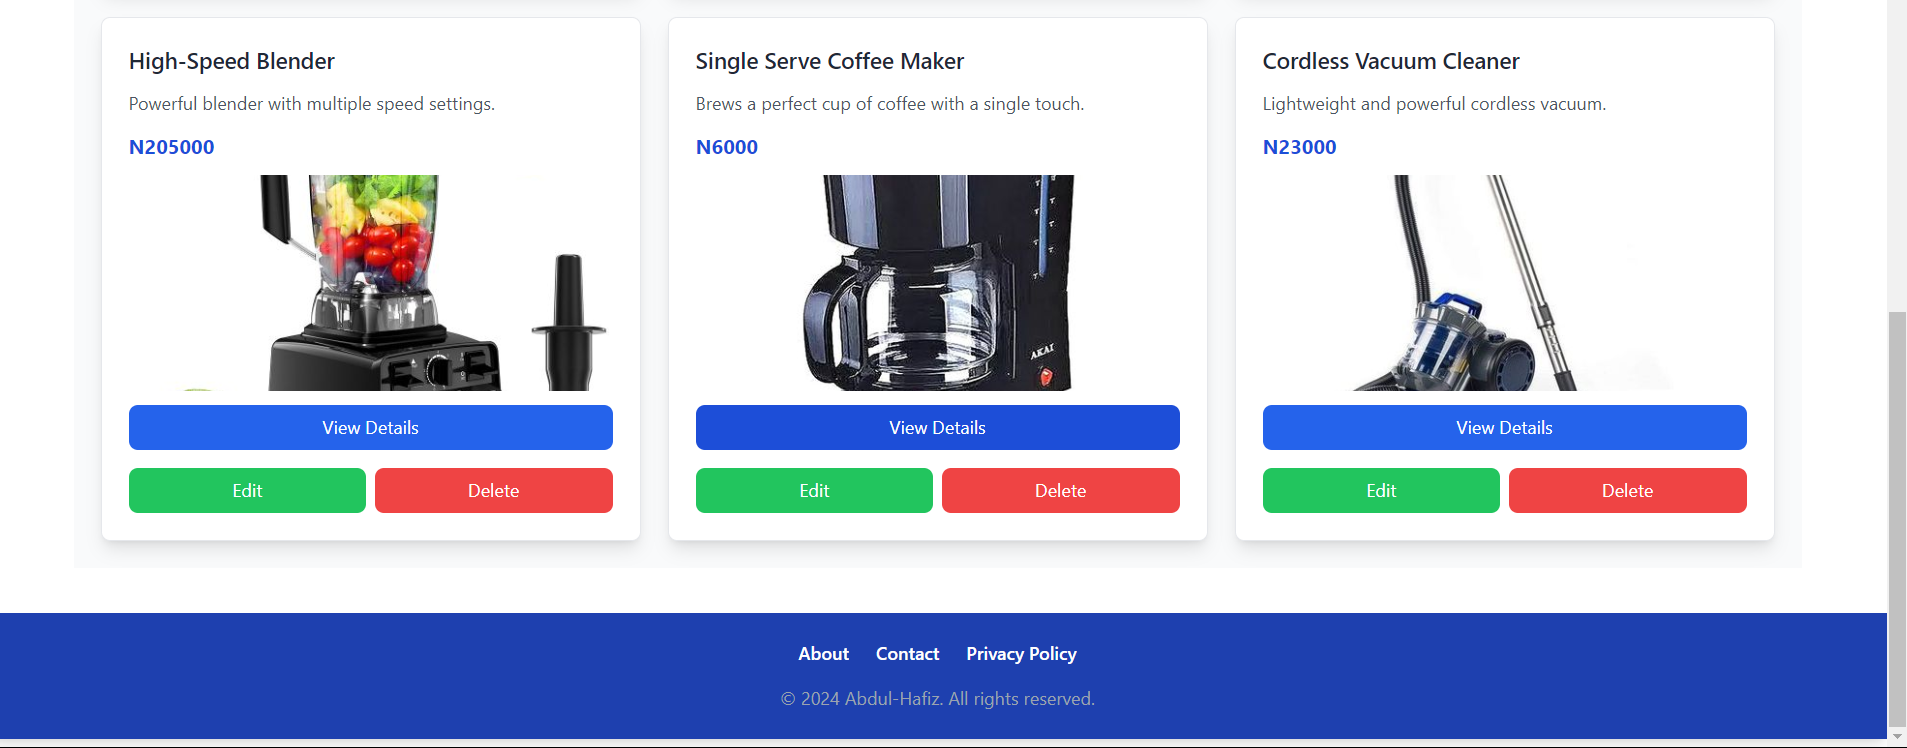 High-Speed Blender
Powerful blender with multiple speed settings.
N205000
View Details
Edit
Delete
Single Serve Coffee Maker
Brews a perfect cup of coffee with a single touch.
N6000
AKAI
View Details
Edit
Delete
Cordless Vacuum Cleaner
Lightweight and powerful cordless vacuum.
N23000
View Details
Edit
Delete
About Contact Privacy Policy
© 2024 Abdul-Hafiz. All rights reserved.